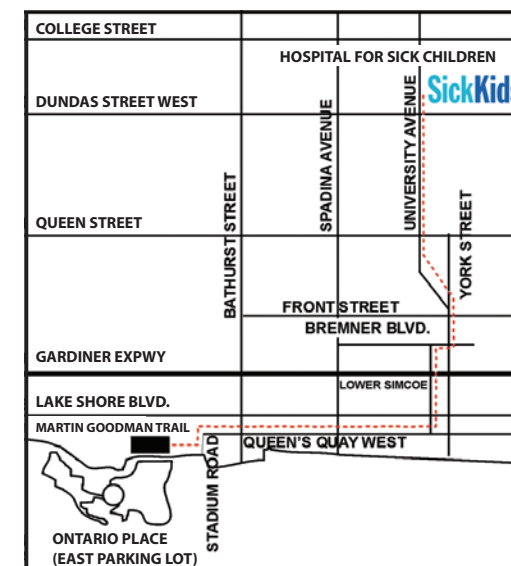 COLLEGE STREET
HOSPITAL FOR SICK CHILDREN
SickKids
DUNDAS STREET WEST
SPADINA AVENUE
UNIVERSITY AVENUE
BATHURST STREET
YORK STREET
QUEEN STREET
FRONT STREET
BREMNER BLVD.
GARDINER EXPWY
LOWER SIMCOE
LAKE SHORE BLVD.
MARTIN GOODMAN TRAIL
QUEEN'S QUAY WEST
STADIUM ROAD
ONTARIO PLACE
(EAST PARKING LOT)